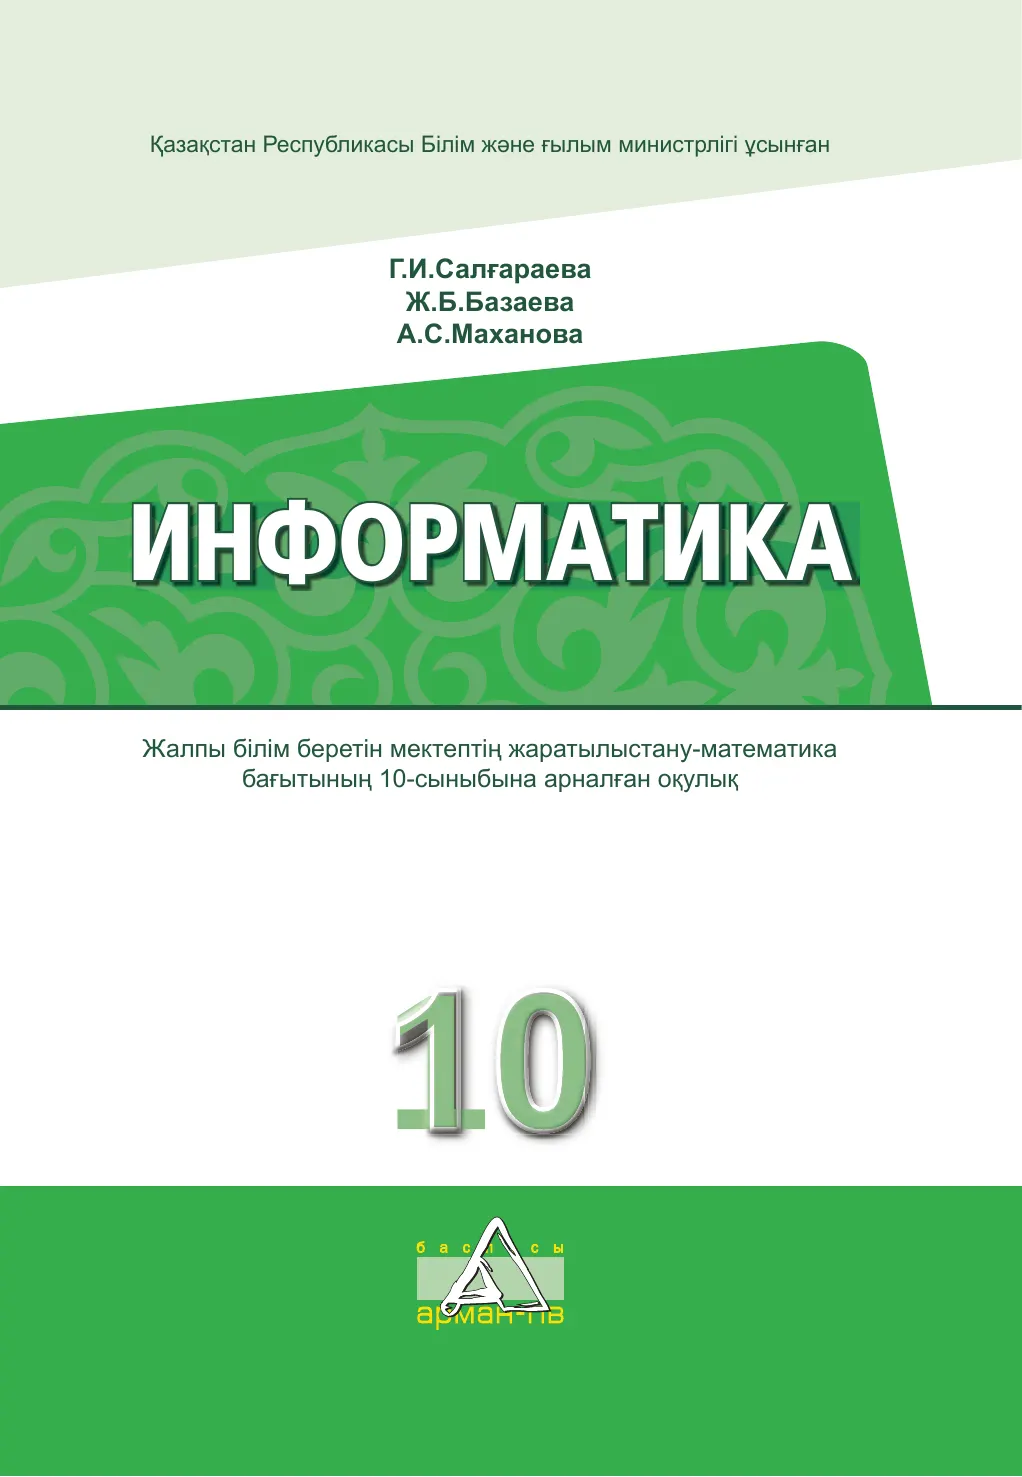 Қазақстан Республикасы Білім және ғылым министрлігі ұсынған
Г.И.Салғараева
Ж.Б.Базаева
А.С.Маханова
ИНФОРМАТИКА
Жалпы білім беретін мектептің жаратылыстану-математика
бағытының 10-сыныбына арналған оқулық
10
арман-пв